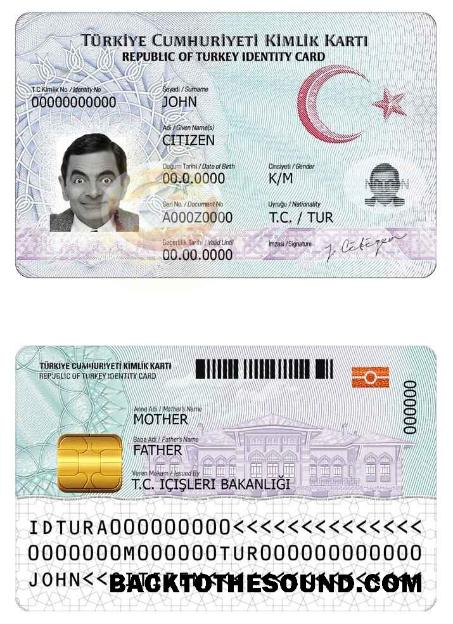 TÜRKİYE CUMHURİYETİ KİMLİK KARTI
REPUBLIC OF TURKEY IDENTITY CARD
T.C Kimlik No. / Identity No
00000000000
Soyadı / Surname
JOHN
Adı / Given Name(s)
CITIZEN
Doğum Tarihi / Date of Birth
00.0.0000
Cinsiyeti / Gender
K/M
Seri No. / Document No
A000Z0000
Uyruğu / Nationality
T.C. / TUR
Geçerlilik Tarihi / Valid Until
00.00.0000
İmzası / Signature
TÜRKİYE CUMHURİYETİ KİMLİK KARTI
REPUBLIC OF TURKEY IDENTITY CARD
000000
Anne Adı / Mother's Name
MOTHER
Baba Adı / Father's Name
FATHER
Veren Makam / Issued By
T.C. IÇIŞLERİ BAKANLIĞI
IDTURA000000000<<<<<<<<<<<<<<<
0000000M000000TUR0000000000000
JOHN<<
BACKTOTHESOUND.COM